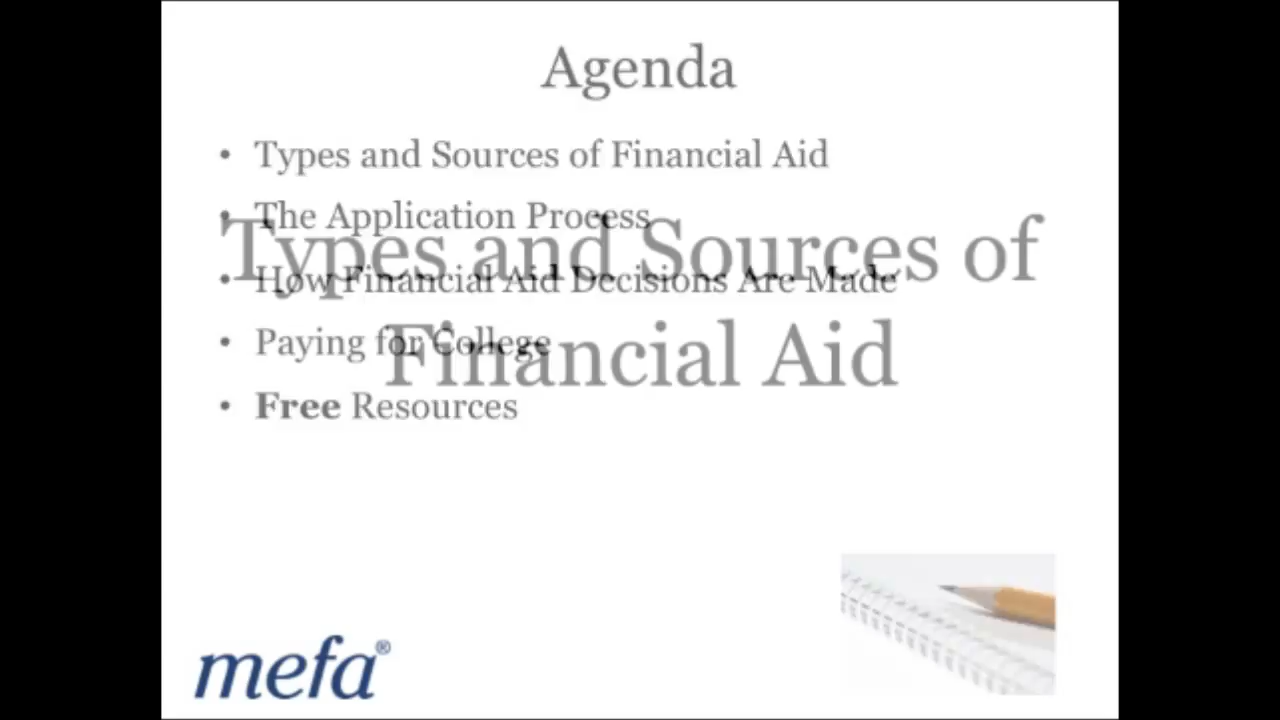 Agenda
• Types and Sources of Financial Aid
• The Application Process
• How Financial Aid Decisions Are Made
• Paying for College
• Free Resources
Types and Sources of
Financial Aid
mefa®